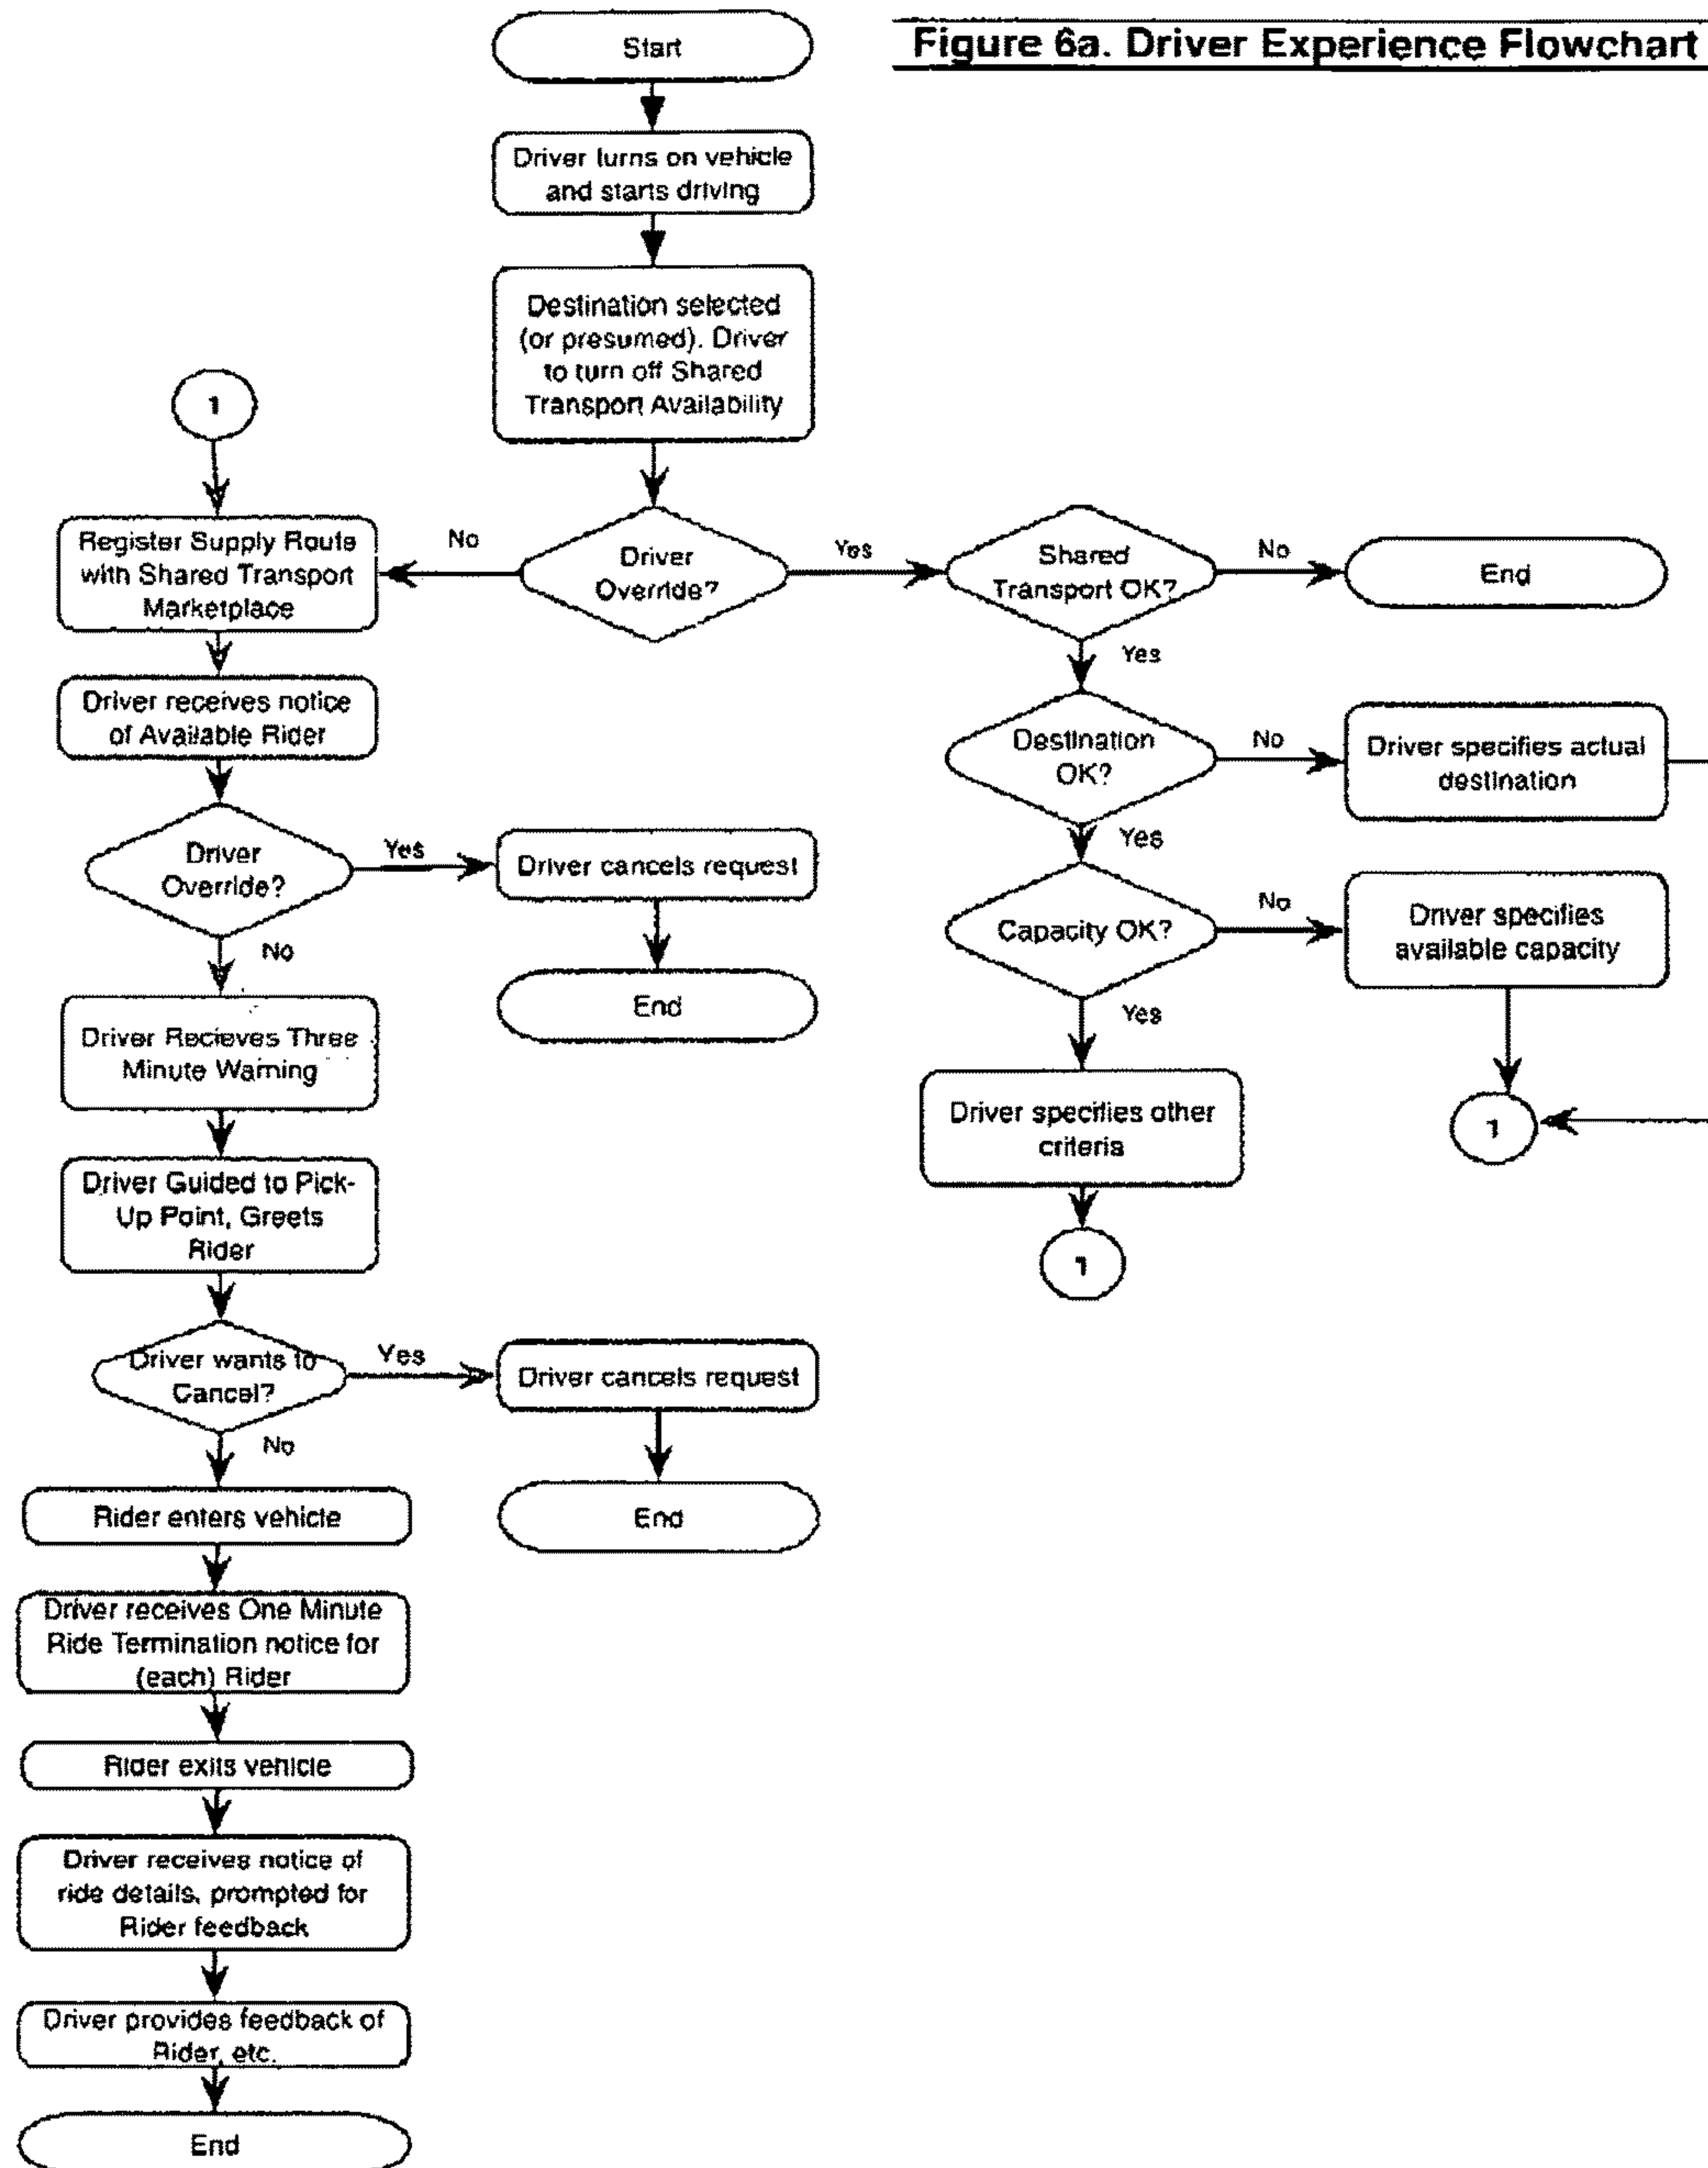 Figure 6a. Driver Experience Flowchart
Start
Driver turns on vehicle
and starts driving
Destination selected
(or presumed). Driver
to turn off Shared
Transport Availability
1
Register Supply Route
with Shared Transport
Marketplace
No
Driver
Override?
Yes
Shared
Transport OK?
No
End
Yes
Driver receives notice
of Available Rider
Destination
OK?
No
Driver specifies actual
destination
Yes
Driver
Override?
Yes
Driver cancels request
Capacity OK?
No
Driver specifies
available capacity
No
End
Yes
Driver Recieves Three
Minute Warning
Driver specifies other
criteria
1
Driver Guided to Pick-
Up Point, Greets
Rider
1
Driver wants to
Cancel?
Yes
Driver cancels request
No
End
Rider enters vehicle
Driver receives One Minute
Ride Termination notice for
(each) Rider
Rider exits vehicle
Driver receives notice of
ride details, prompted for
Rider feedback
Driver provides feedback of
Rider, etc.
End